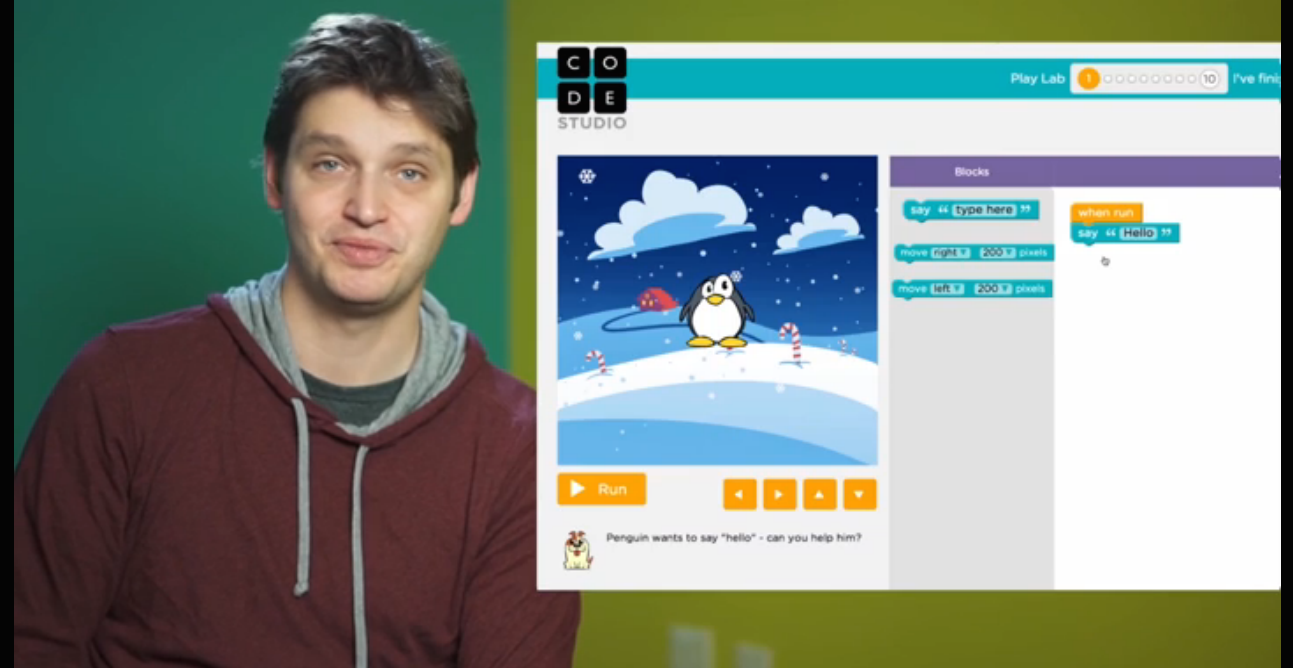 C O
D E
STUDIO
Play Lab 1 10 I've fini
Blocks
say “ type here ”
move right 200 pixels
move left 200 pixels
when run
say “ Hello ”
Run
Penguin wants to say "hello" - can you help him?